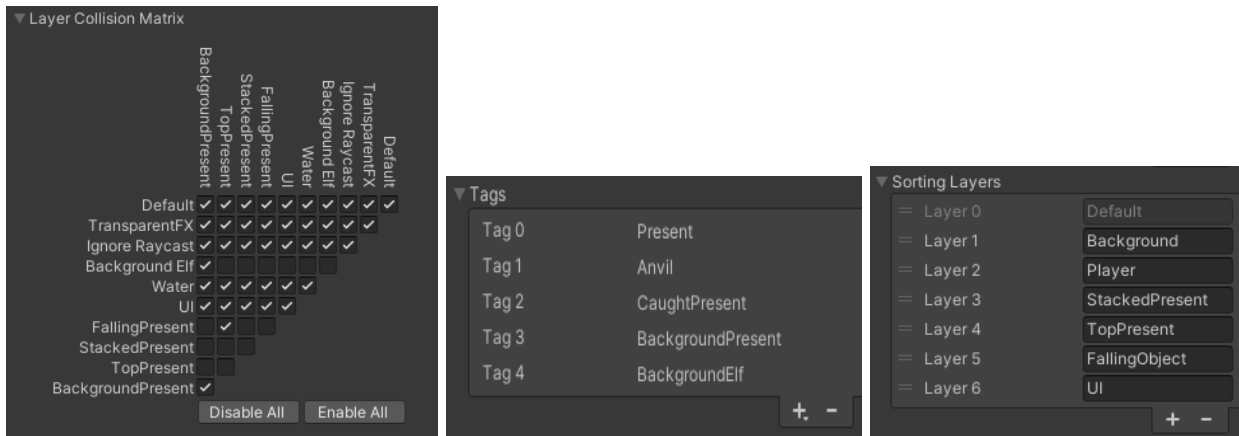 Layer Collision Matrix
BackgroundPresent
TopPresent
StackedPresent
FallingPresent
UI
Water
Background Elf
Ignore Raycast
TransparentFX
Default
Default
TransparentFX
Ignore Raycast
Background Elf
Water
UI
FallingPresent
StackedPresent
TopPresent
BackgroundPresent
Disable All Enable All
Tags
Tag 0 Present
Tag 1 Anvil
Tag 2 CaughtPresent
Tag 3 BackgroundPresent
Tag 4 BackgroundElf
Sorting Layers
Layer 0 Default
Layer 1 Background
Layer 2 Player
Layer 3 StackedPresent
Layer 4 TopPresent
Layer 5 FallingObject
Layer 6 UI